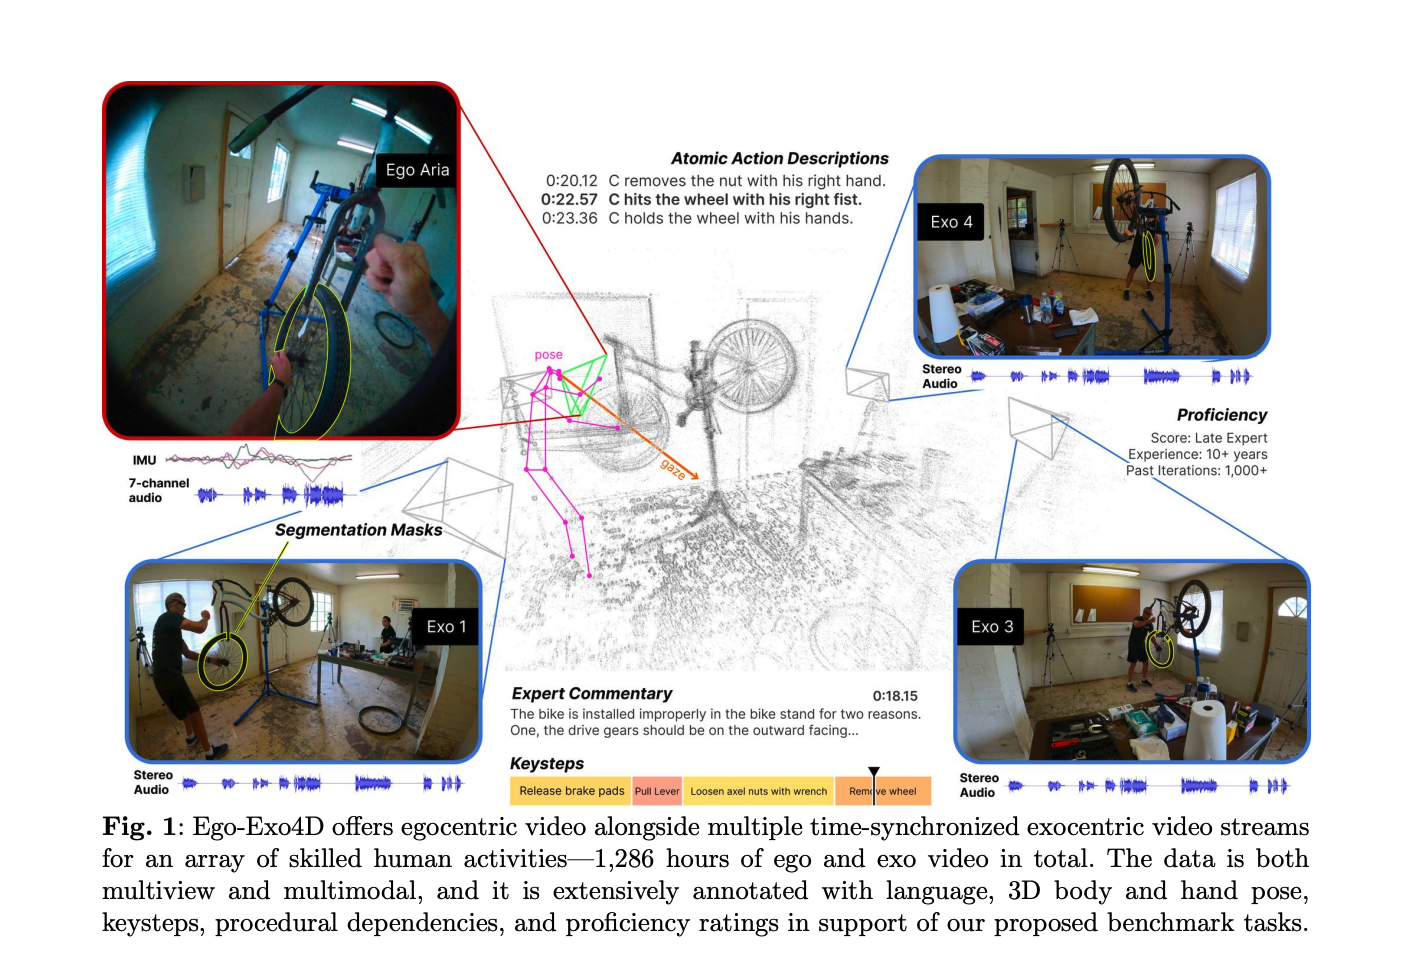 Ego Aria
Atomic Action Descriptions
0:20.12 C removes the nut with his right hand.
0:22.57 C hits the wheel with his right fist.
0:23.36 C holds the wheel with his hands.
Exo 4
Stereo
Audio
pose
gaze
Proficiency
Score: Late Expert
Experience: 10+ years
Past Iterations: 1,000+
IMU
7-channel
audio
Segmentation Masks
Exo 1
Stereo
Audio
Exo 3
Stereo
Audio
Expert Commentary 0:18.15
The bike is installed improperly in the bike stand for two reasons.
One, the drive gears should be on the outward facing...
Keysteps
Release brake pads Pull Lever Loosen axel nuts with wrench Remove wheel
Fig. 1: Ego-Exo4D offers egocentric video alongside multiple time-synchronized exocentric video streams
for an array of skilled human activities—1,286 hours of ego and exo video in total. The data is both
multiview and multimodal, and it is extensively annotated with language, 3D body and hand pose,
keysteps, procedural dependencies, and proficiency ratings in support of our proposed benchmark tasks.